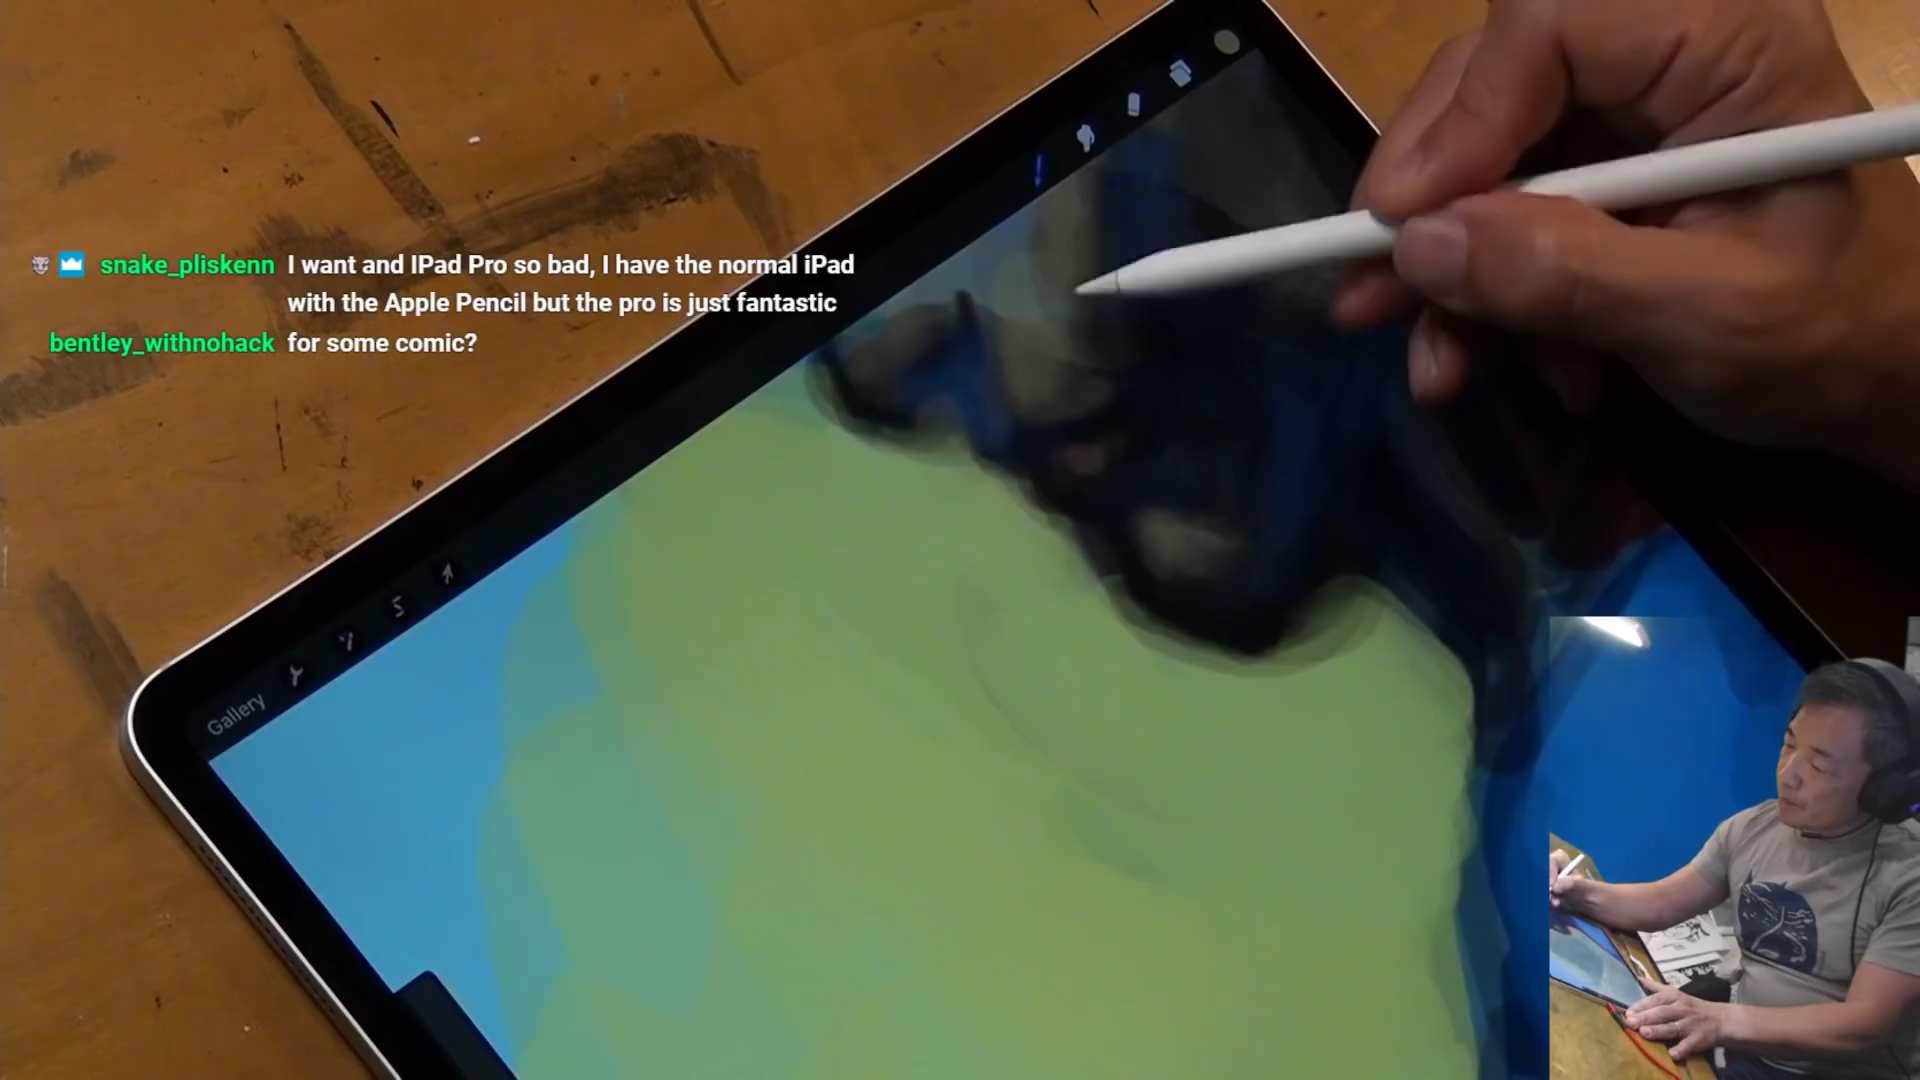 snake_pliskenn I want and IPad Pro so bad, I have the normal iPad
with the Apple Pencil but the pro is just fantastic
bentley_withnohack for some comic?
Gallery